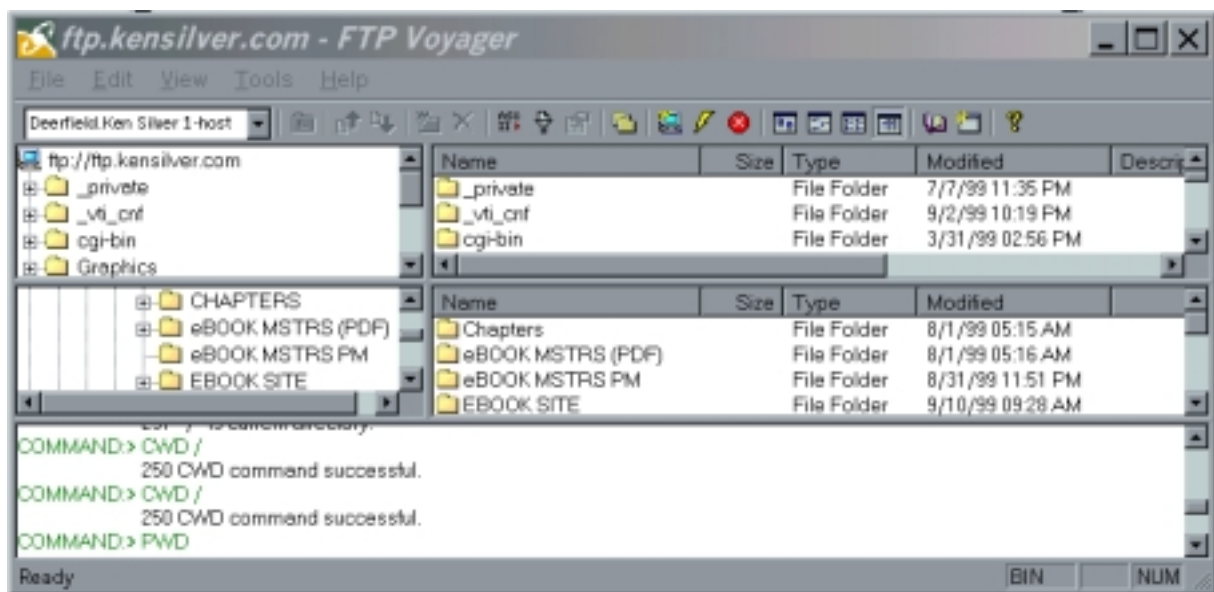 ftp.kensilver.com - FTP Voyager
File Edit View Tools Help
Deerfield.Ken Silver 1-host
ftp://ftp.kensilver.com
_private
_vti_cnf
cgi-bin
Graphics
Name Size Type Modified Descrip
_private File Folder 7/7/99 11:35 PM
_vti_cnf File Folder 9/2/99 10:19 PM
cgi-bin File Folder 3/31/99 02:56 PM
CHAPTERS
eBOOK MSTRS (PDF)
eBOOK MSTRS PM
EBOOK SITE
Name Size Type Modified
Chapters File Folder 8/1/99 05:15 AM
eBOOK MSTRS (PDF) File Folder 8/1/99 05:16 AM
eBOOK MSTRS PM File Folder 8/31/99 11:51 PM
EBOOK SITE File Folder 9/10/99 09:28 AM
257 "/" is current directory.
COMMAND:> CWD /
250 CWD command successful.
COMMAND:> CWD /
250 CWD command successful.
COMMAND:> PWD
Ready BIN NUM